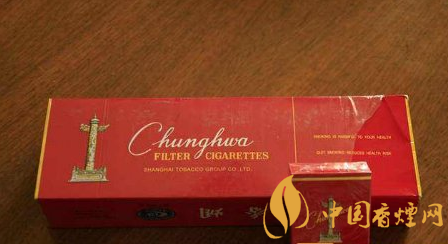 Chunghwa
FILTER CIGARETTES
SHANGHAI TOBACCO GROUP CO.,LTD.
SMOKING IS HARMFUL TO YOUR HEALTH
QUIT SMOKING REDUCES HEALTH RISK
中国香烟网